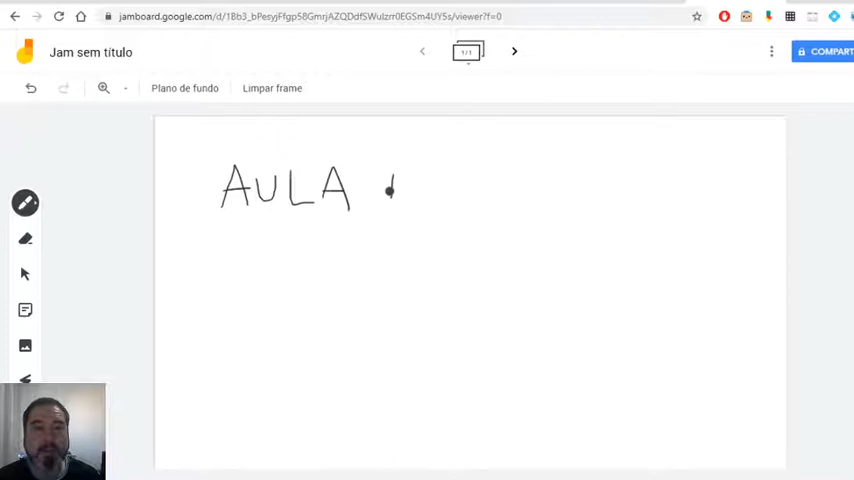 jamboard.google.com/d/1Bb3_bPesyjFfgp58GmrjAZQDdfSWulzrr0EGSm4UY5s/viewer?f=0
Jam sem título
1/1
COMPART
Plano de fundo
Limpar frame
AULA